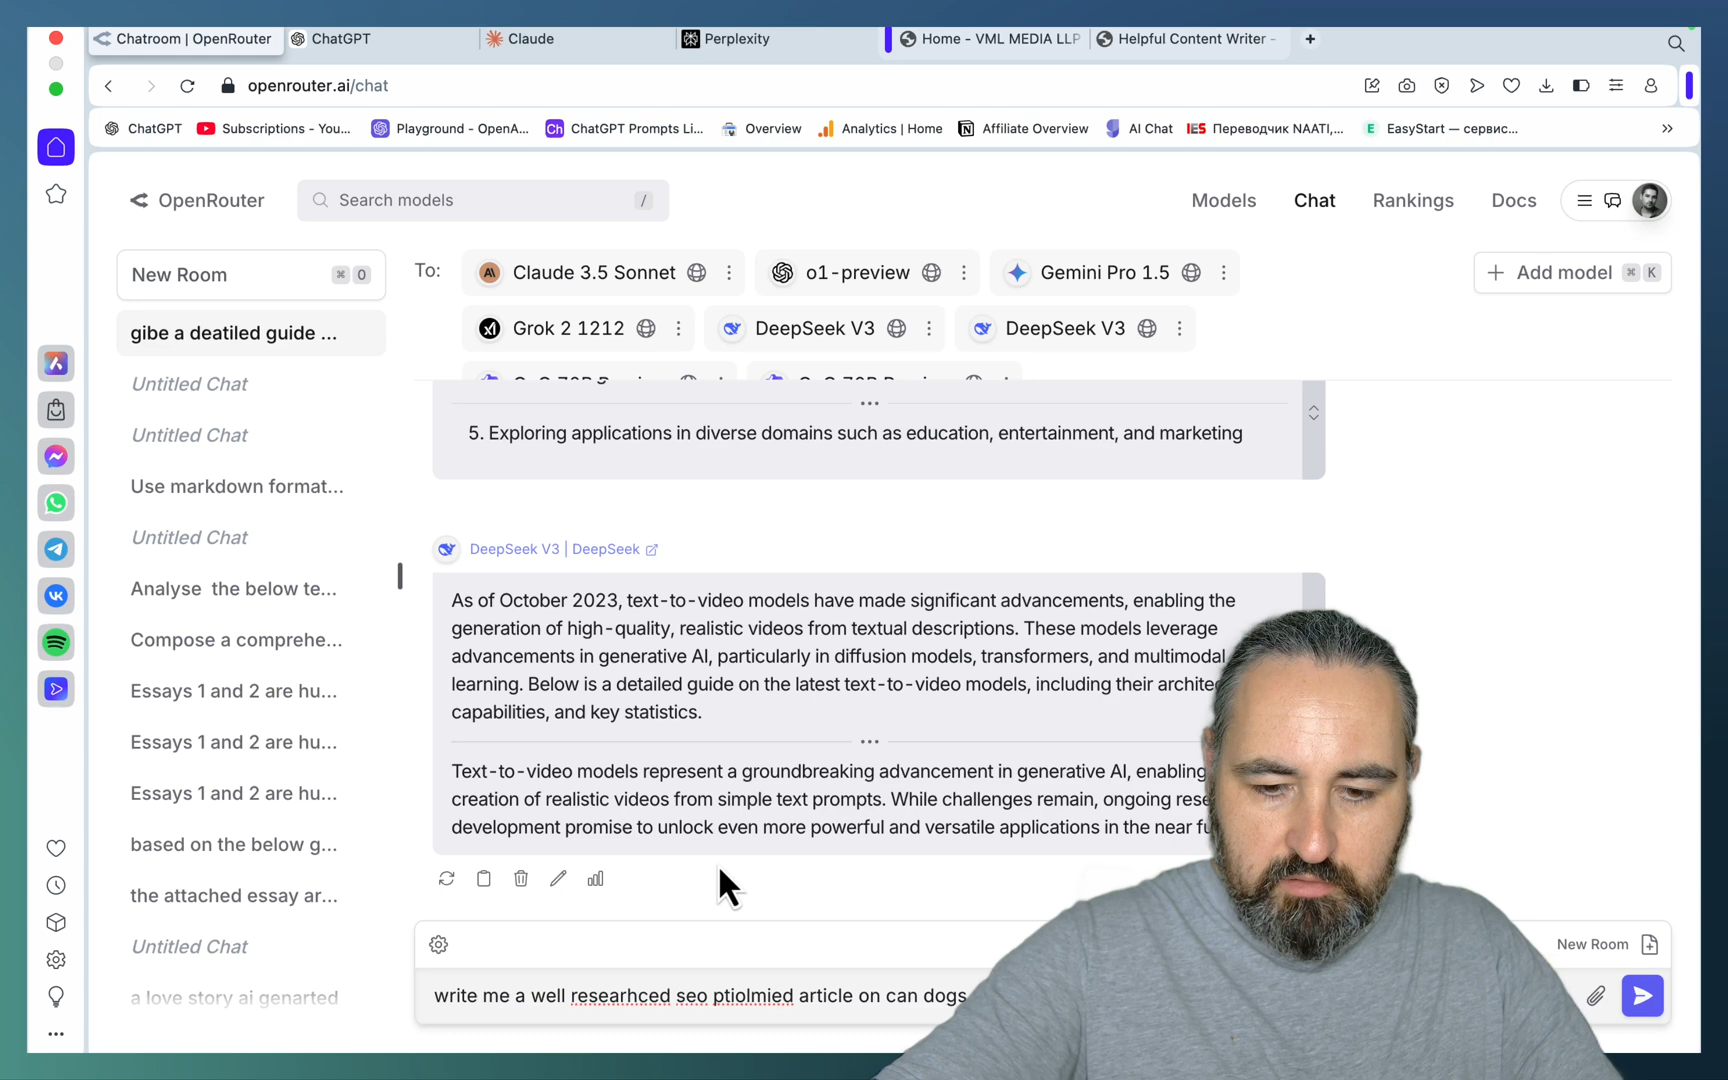 Chatroom | OpenRouter
ChatGPT
Claude
Perplexity
Home - VML MEDIA LLP
Helpful Content Writer -
openrouter.ai/chat
ChatGPT
Subscriptions - You...
Playground - OpenA...
ChatGPT Prompts Li...
Overview
Analytics | Home
Affiliate Overview
AI Chat
IES Переводчик NAATI,...
EasyStart — сервис...
OpenRouter
Search models
/
Models
Chat
Rankings
Docs
New Room
⌘ O
gibe a deatiled guide ...
Untitled Chat
Untitled Chat
Use markdown format...
Untitled Chat
Analyse the below te...
Compose a comprehe...
Essays 1 and 2 are hu...
Essays 1 and 2 are hu...
Essays 1 and 2 are hu...
based on the below g...
the attached essay ar...
Untitled Chat
a love story ai genarted
To:
Claude 3.5 Sonnet
o1-preview
Gemini Pro 1.5
Add model ⌘ K
Grok 2 1212
DeepSeek V3
DeepSeek V3
5. Exploring applications in diverse domains such as education, entertainment, and marketing
DeepSeek V3 | DeepSeek
As of October 2023, text-to-video models have made significant advancements, enabling the
generation of high-quality, realistic videos from textual descriptions. These models leverage
advancements in generative AI, particularly in diffusion models, transformers, and multimodal
learning. Below is a detailed guide on the latest text-to-video models, including their archite
capabilities, and key statistics.
Text-to-video models represent a groundbreaking advancement in generative AI, enabling
creation of realistic videos from simple text prompts. While challenges remain, ongoing rese
development promise to unlock even more powerful and versatile applications in the near fu
New Room
write me a well researhced seo ptiolmied article on can dogs